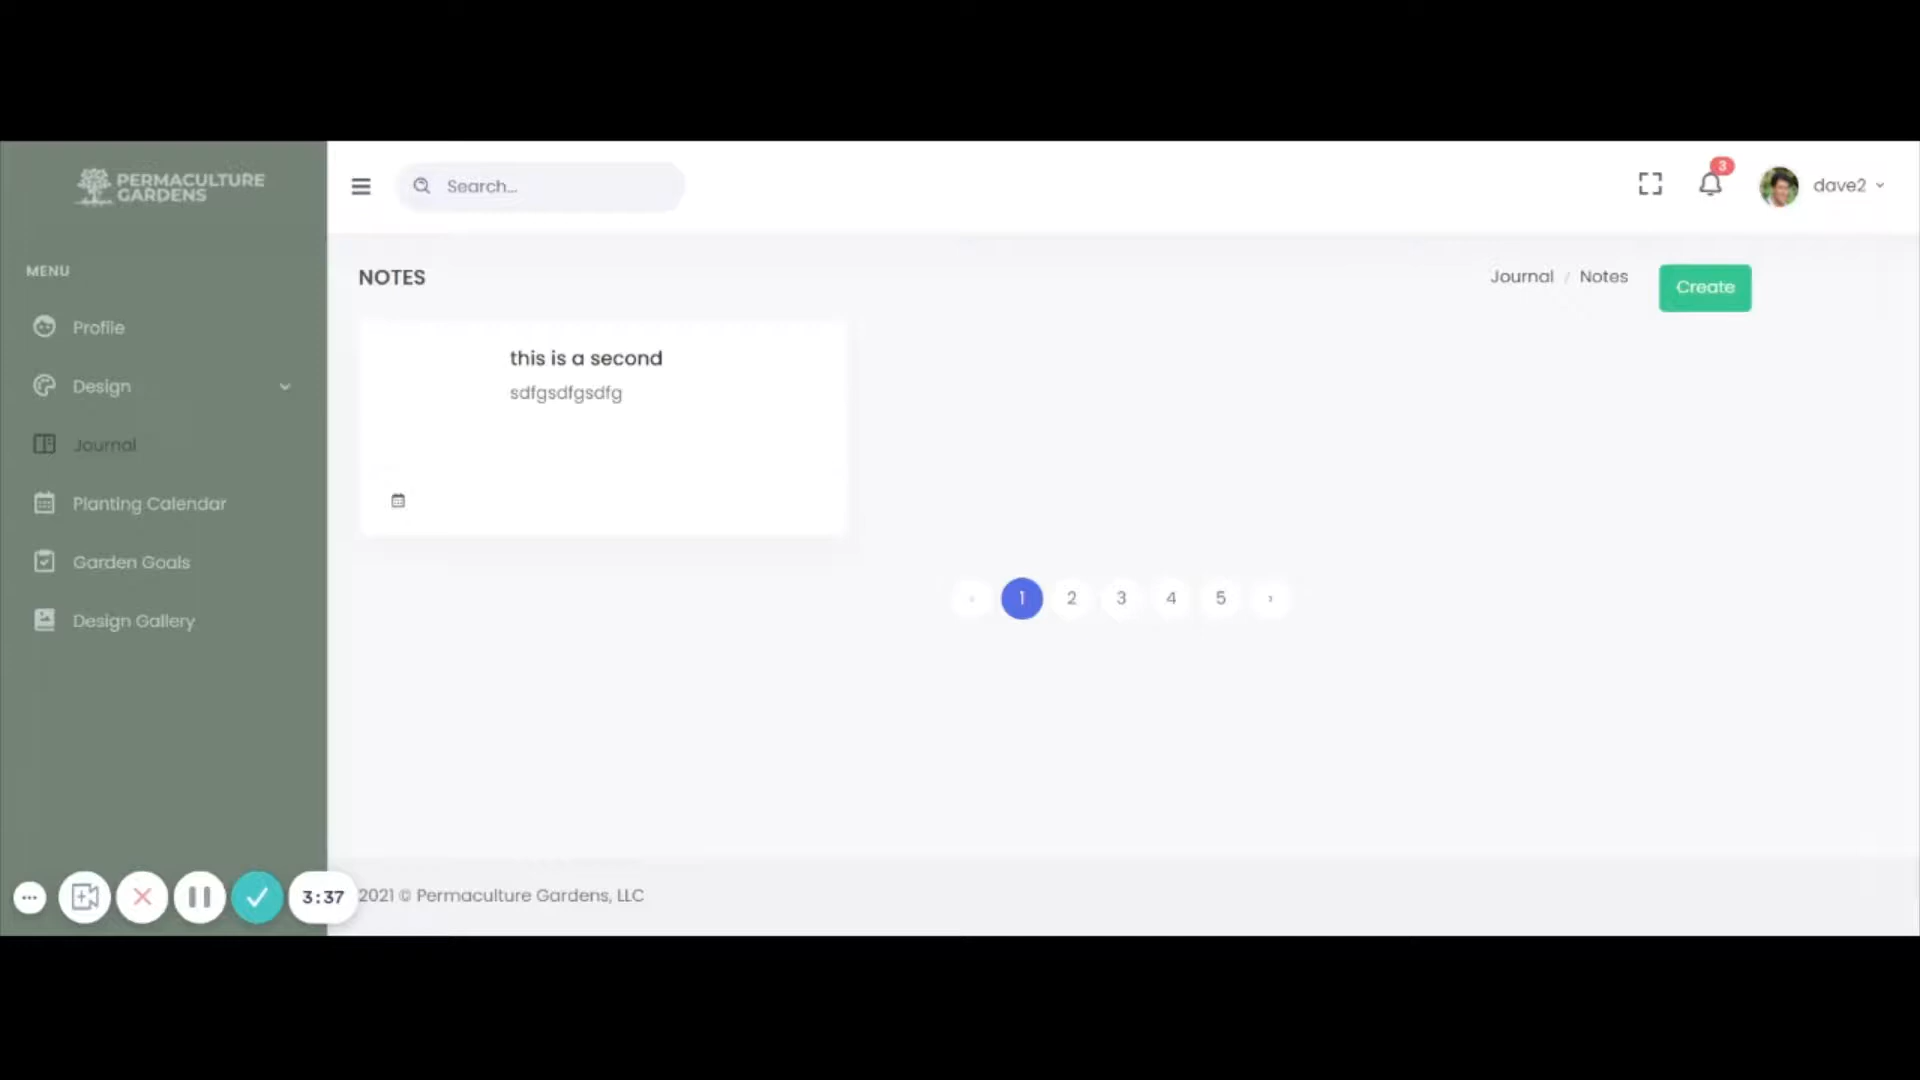 PERMACULTURE
GARDENS
Search...
3
dave2
MENU
Profile
Design
Journal
Planting Calendar
Garden Goals
Design Gallery
NOTES
Journal / Notes
Create
this is a second
sdfgsdfgsdfg
‹ 1 2 3 4 5 ›
3:37
2021 © Permaculture Gardens, LLC